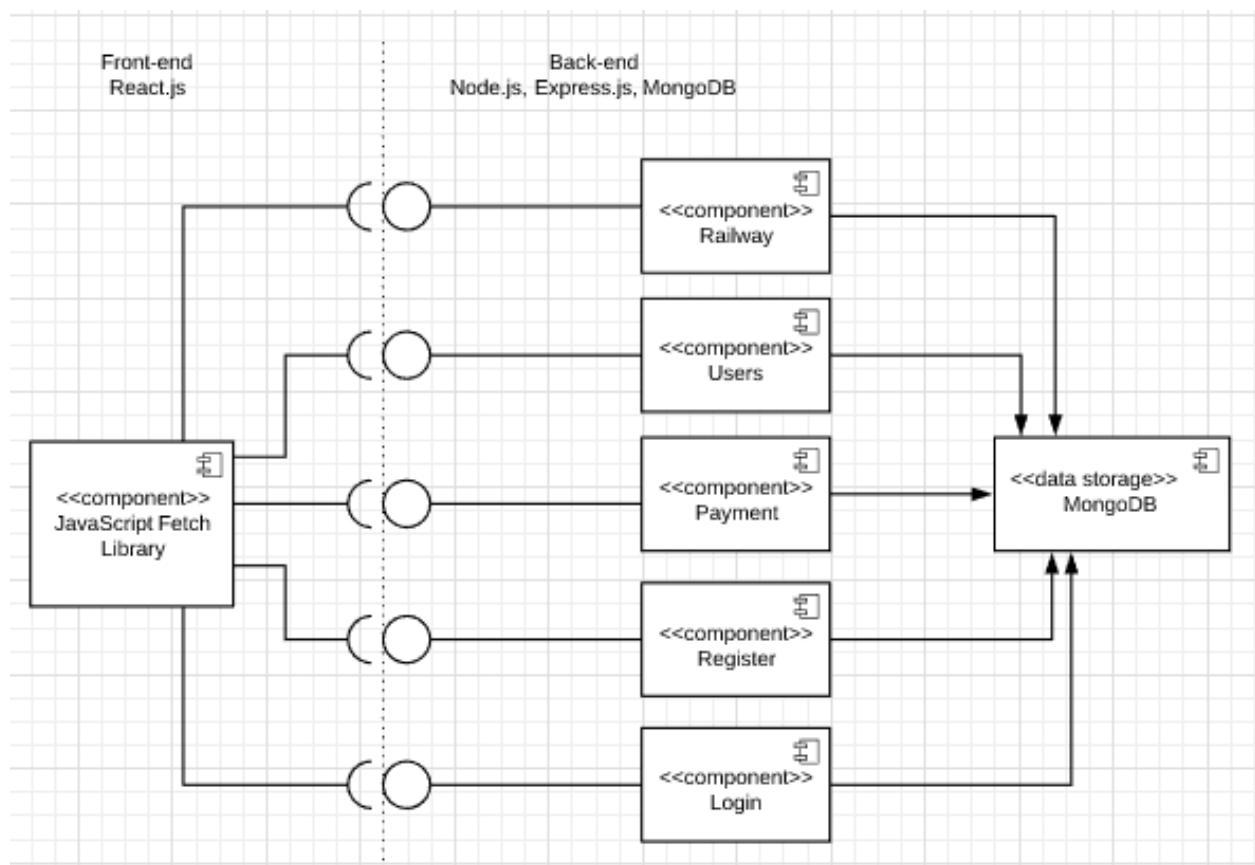 Front-end
React.js
Back-end
Node.js, Express.js, MongoDB
<<component>>
Railway
<<component>>
Users
<<component>>
JavaScript Fetch
Library
<<component>>
Payment
<<data storage>>
MongoDB
<<component>>
Register
<<component>>
Login